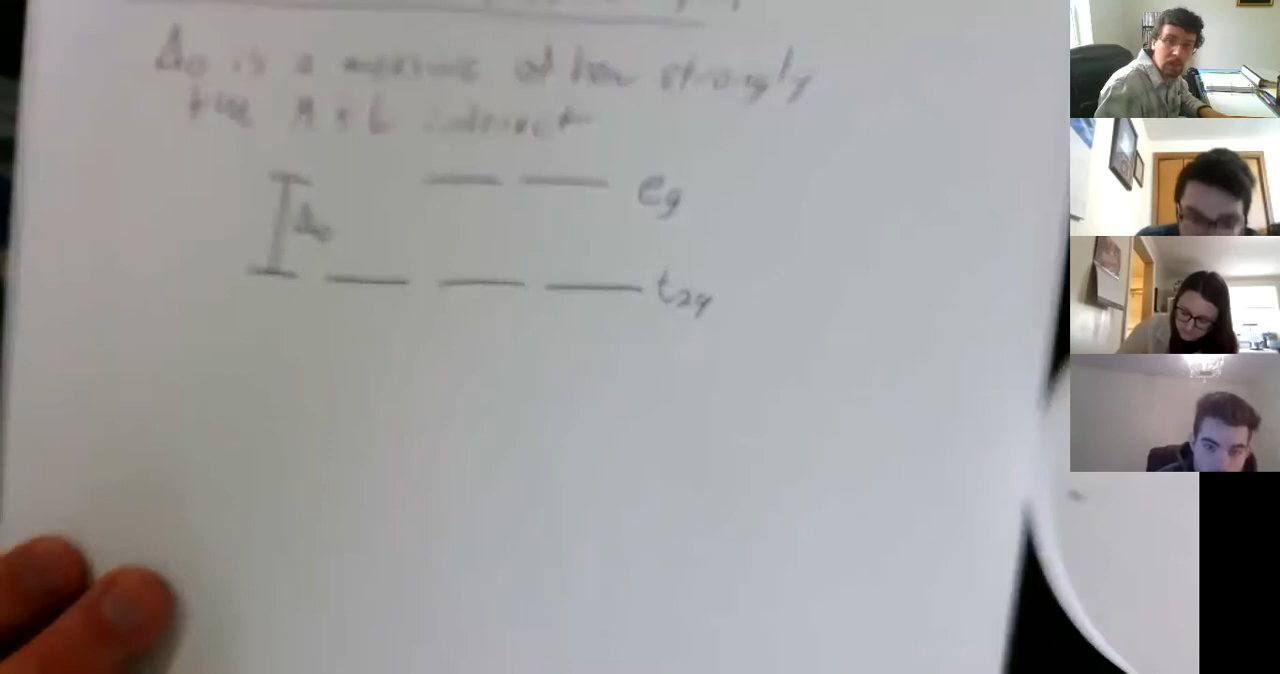 Δo is a measure of how strongly
the M + L interact
eg
Δo
t2g